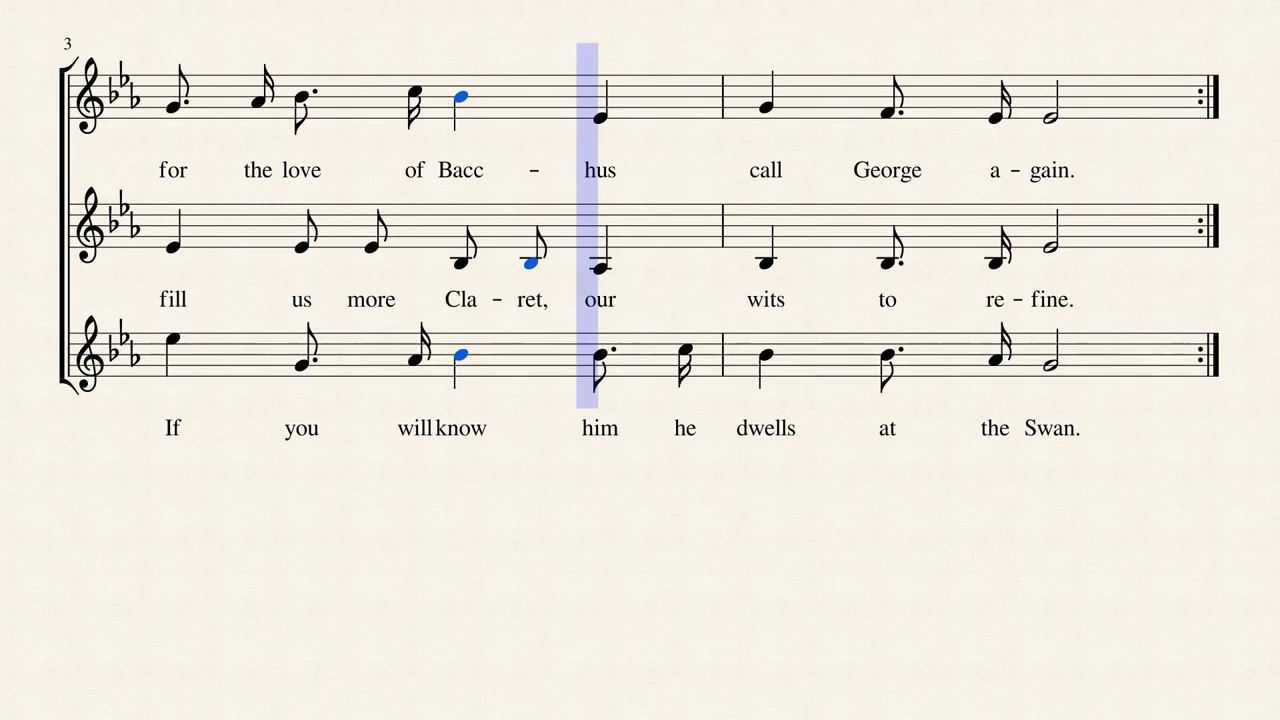 3
for the love of Bacc - hus call George a - gain.
fill us more Cla - ret, our wits to re - fine.
If you will know him he dwells at the Swan.